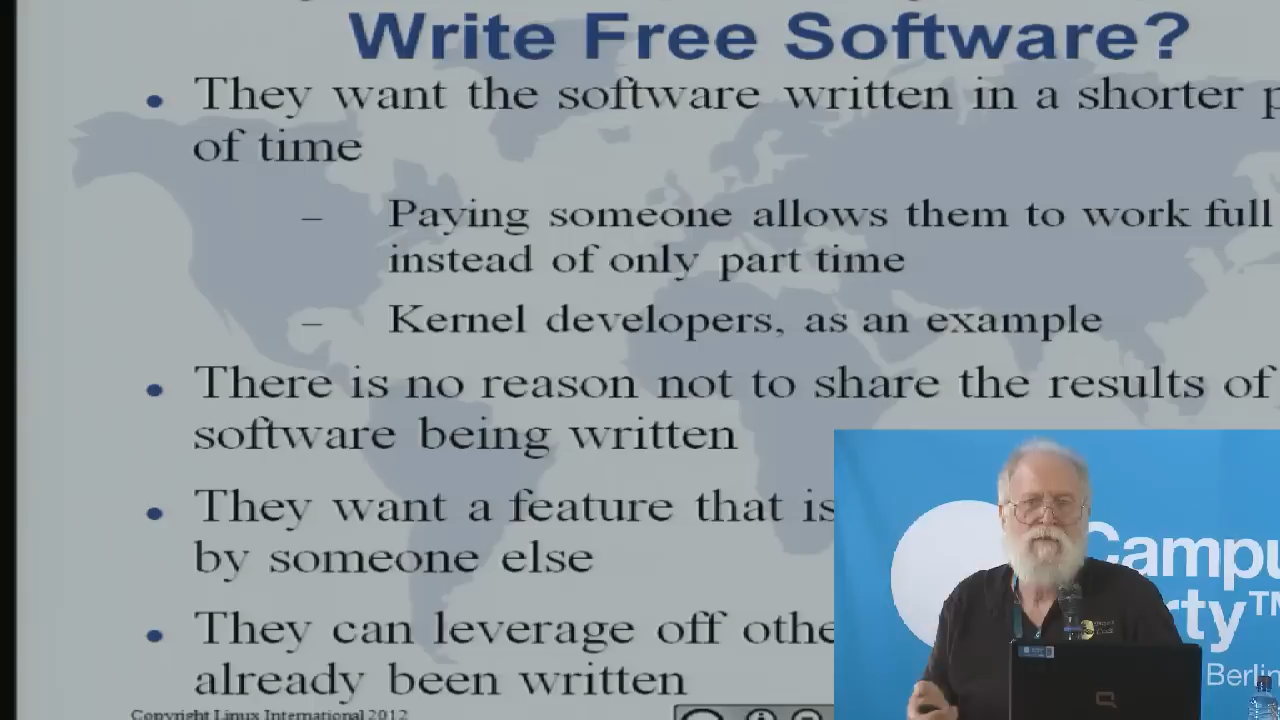 Write Free Software?
• They want the software written in a shorter p
of time
– Paying someone allows them to work full
instead of only part time
– Kernel developers, as an example
• There is no reason not to share the results of
software being written
• They want a feature that is
by someone else
• They can leverage off othe
already been written
Copyright Linux International 2012
Campu
rty™
Berlin